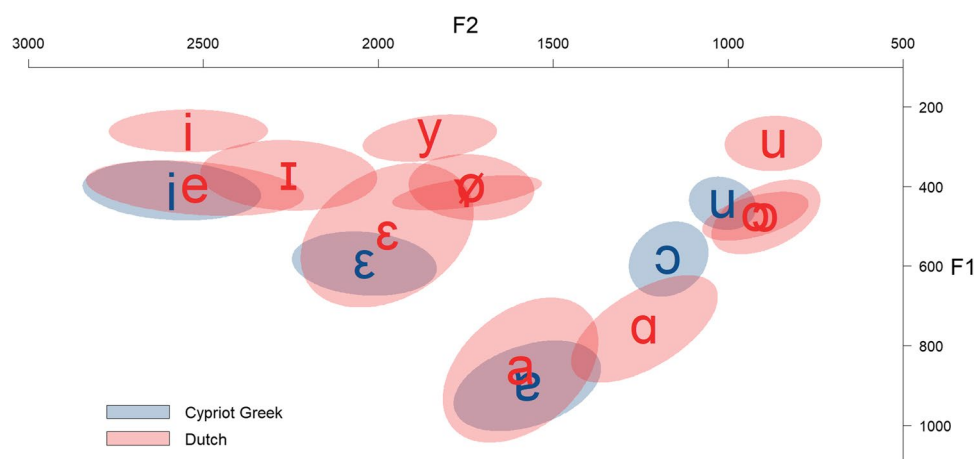 F2
3000 2500 2000 1500 1000 500
200
i y u
ɪ
i e ø 400
u ɔ
ɛ
ɛ ɔ 600 F1
ɑ
800
a
ɐ
Cypriot Greek
Dutch 1000